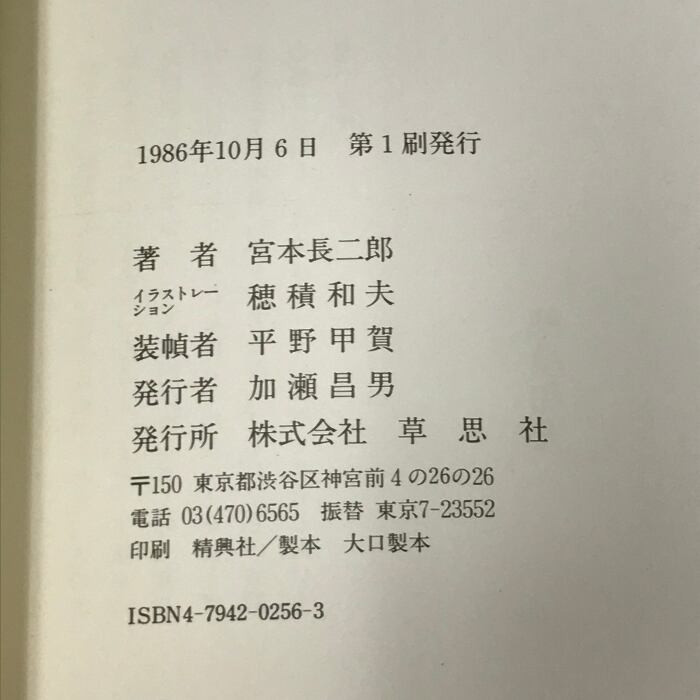 1986年10月6日　第1刷発行
著　者　宮本長二郎
イラストレーション　穂積和夫
装幀者　平野甲賀
発行者　加瀬昌男
発行所　株式会社　草思社
〒150 東京都渋谷区神宮前4の26の26
電話 03(470)6565　振替 東京7-23552
印刷　精興社／製本　大口製本
ISBN4-7942-0256-3